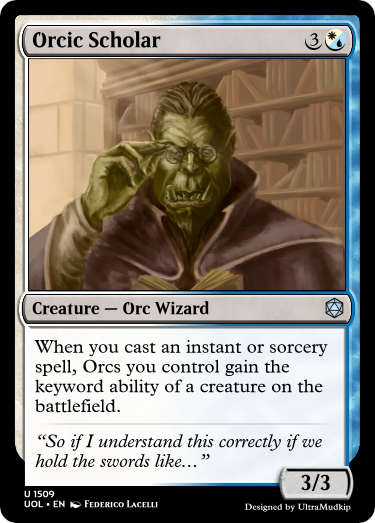 Orcic Scholar 3
Creature — Orc Wizard
When you cast an instant or sorcery
spell, Orcs you control gain the
keyword ability of a creature on the
battlefield.
“So if I understand this correctly if we
hold the swords like…”
3/3
U 1509
UOL • EN Federico Lacelli
Designed by UltraMudkip